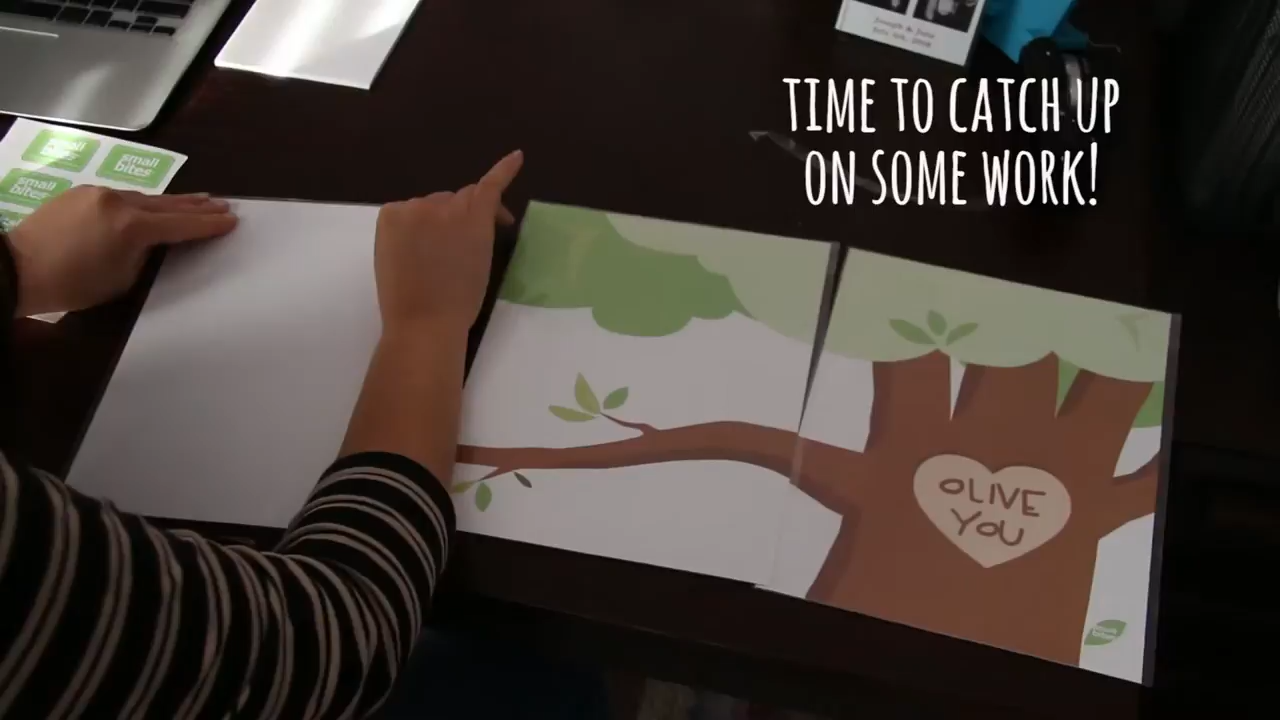 TIME TO CATCH UP
ON SOME WORK!
small
bites
small
bites
small
bites
OLIVE
YOU